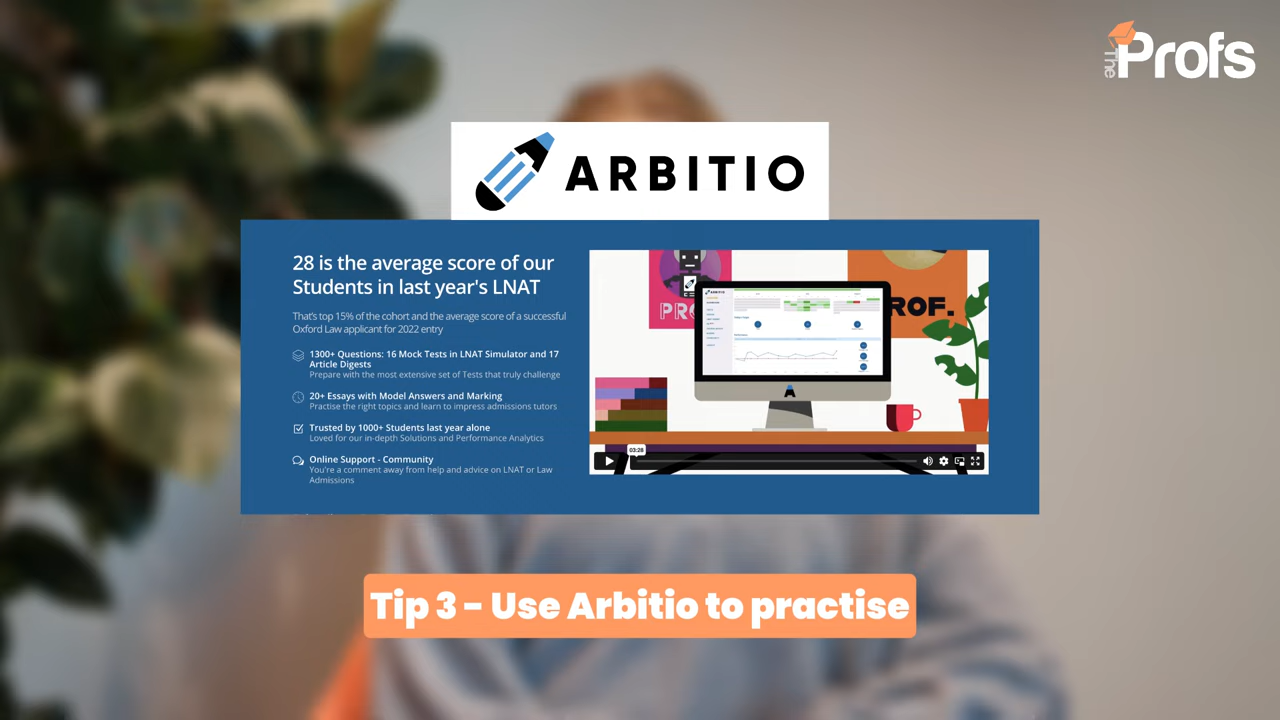 The Profs
ARBITIO
28 is the average score of our
Students in last year's LNAT
That's top 15% of the cohort and the average score of a successful
Oxford Law applicant for 2022 entry
1300+ Questions: 16 Mock Tests in LNAT Simulator and 17
Article Digests
Prepare with the most extensive set of Tests that truly challenge
20+ Essays with Model Answers and Marking
Practise the right topics and learn to impress admissions tutors
Trusted by 1000+ Students last year alone
Loved for our in-depth Solutions and Performance Analytics
Online Support - Community
You're a comment away from help and advice on LNAT or Law
Admissions
PRO
ROF.
ARBITIO
03:28
Tip 3 - Use Arbitio to practise